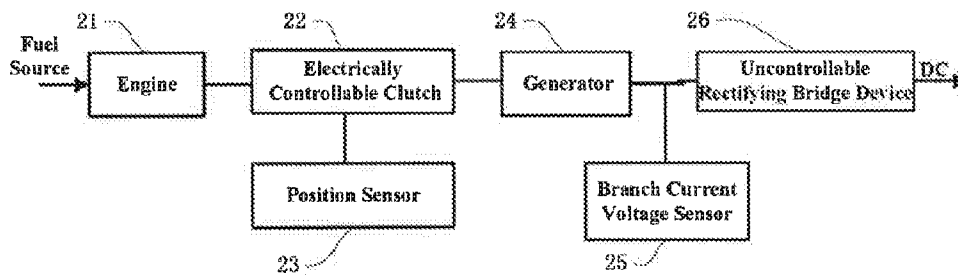 21
22
24
26
Fuel
Source
Engine
Electrically
Controllable Clutch
Generator
Uncontrollable
Rectifying Bridge Device
DC
Position Sensor
Branch Current
Voltage Sensor
23
25